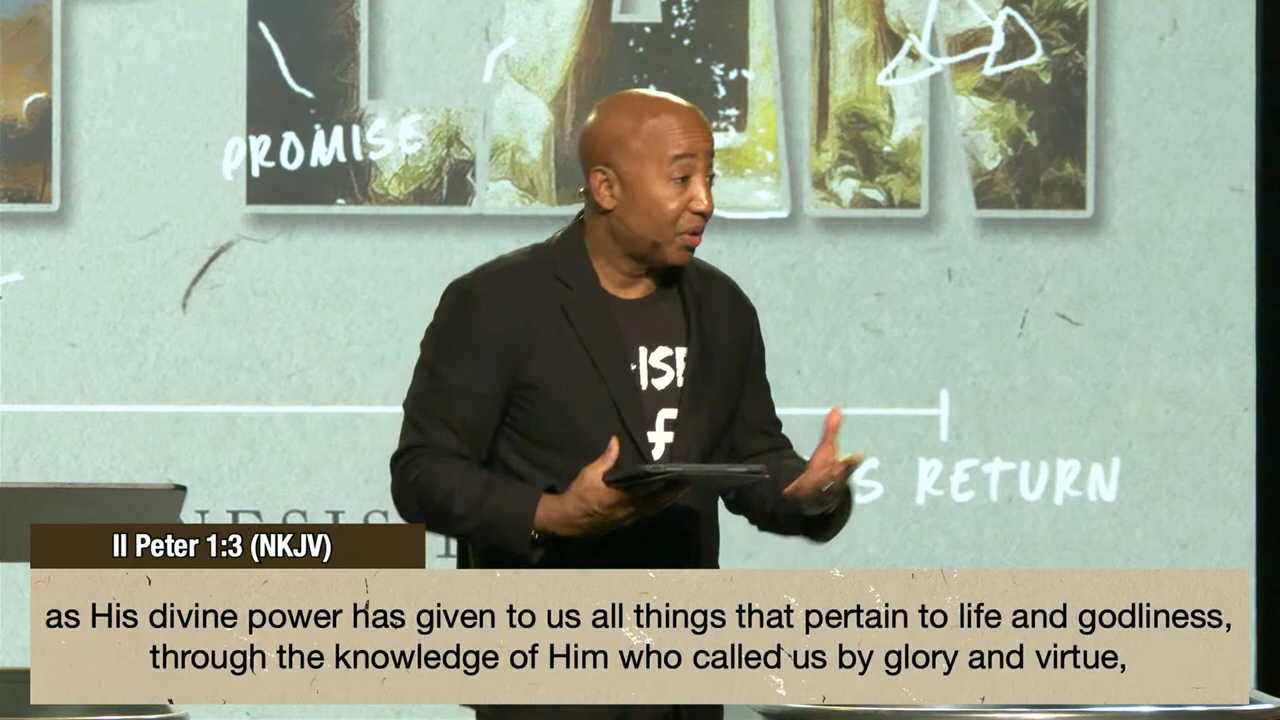 PROMISE
S RETURN
II Peter 1:3 (NKJV)
as His divine power has given to us all things that pertain to life and godliness,
through the knowledge of Him who called us by glory and virtue,